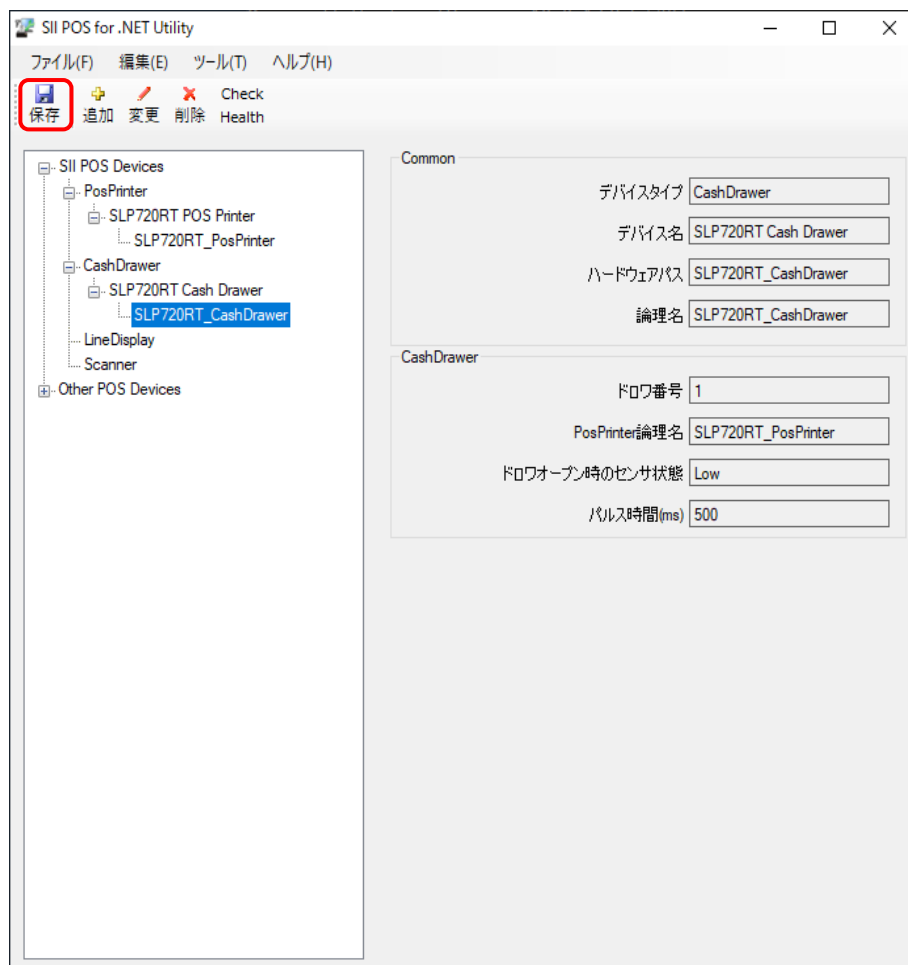 SII POS for .NET Utility
ファイル(F) 編集(E) ツール(T) ヘルプ(H)
保存 追加 変更 削除 Check Health
SII POS Devices
PosPrinter
SLP720RT POS Printer
SLP720RT_PosPrinter
CashDrawer
SLP720RT Cash Drawer
SLP720RT_CashDrawer
LineDisplay
Scanner
Other POS Devices
Common
デバイスタイプ CashDrawer
デバイス名 SLP720RT Cash Drawer
ハードウェアパス SLP720RT_CashDrawer
論理名 SLP720RT_CashDrawer
CashDrawer
ドロワ番号 1
PosPrinter論理名 SLP720RT_PosPrinter
ドロワオープン時のセンサ状態 Low
パルス時間(ms) 500